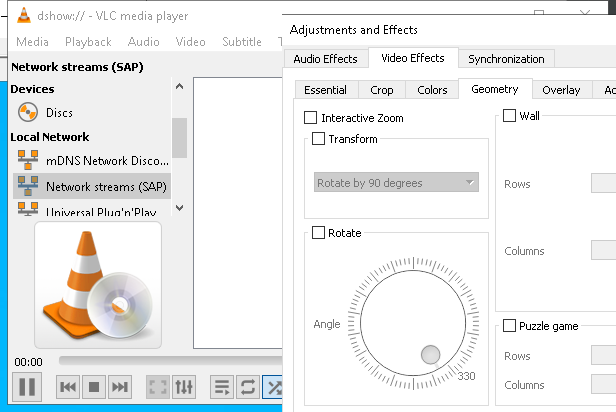 dshow:// - VLC media player
Media Playback Audio Video Subtitle
Network streams (SAP)
Devices
Discs
Local Network
mDNS Network Disco...
Network streams (SAP)
Universal Plug'n'Play
00:00
Adjustments and Effects
Audio Effects Video Effects Synchronization
Essential Crop Colors Geometry Overlay
Interactive Zoom
Transform
Rotate by 90 degrees
Rotate
Angle
330
Wall
Rows
Columns
Puzzle game
Rows
Columns